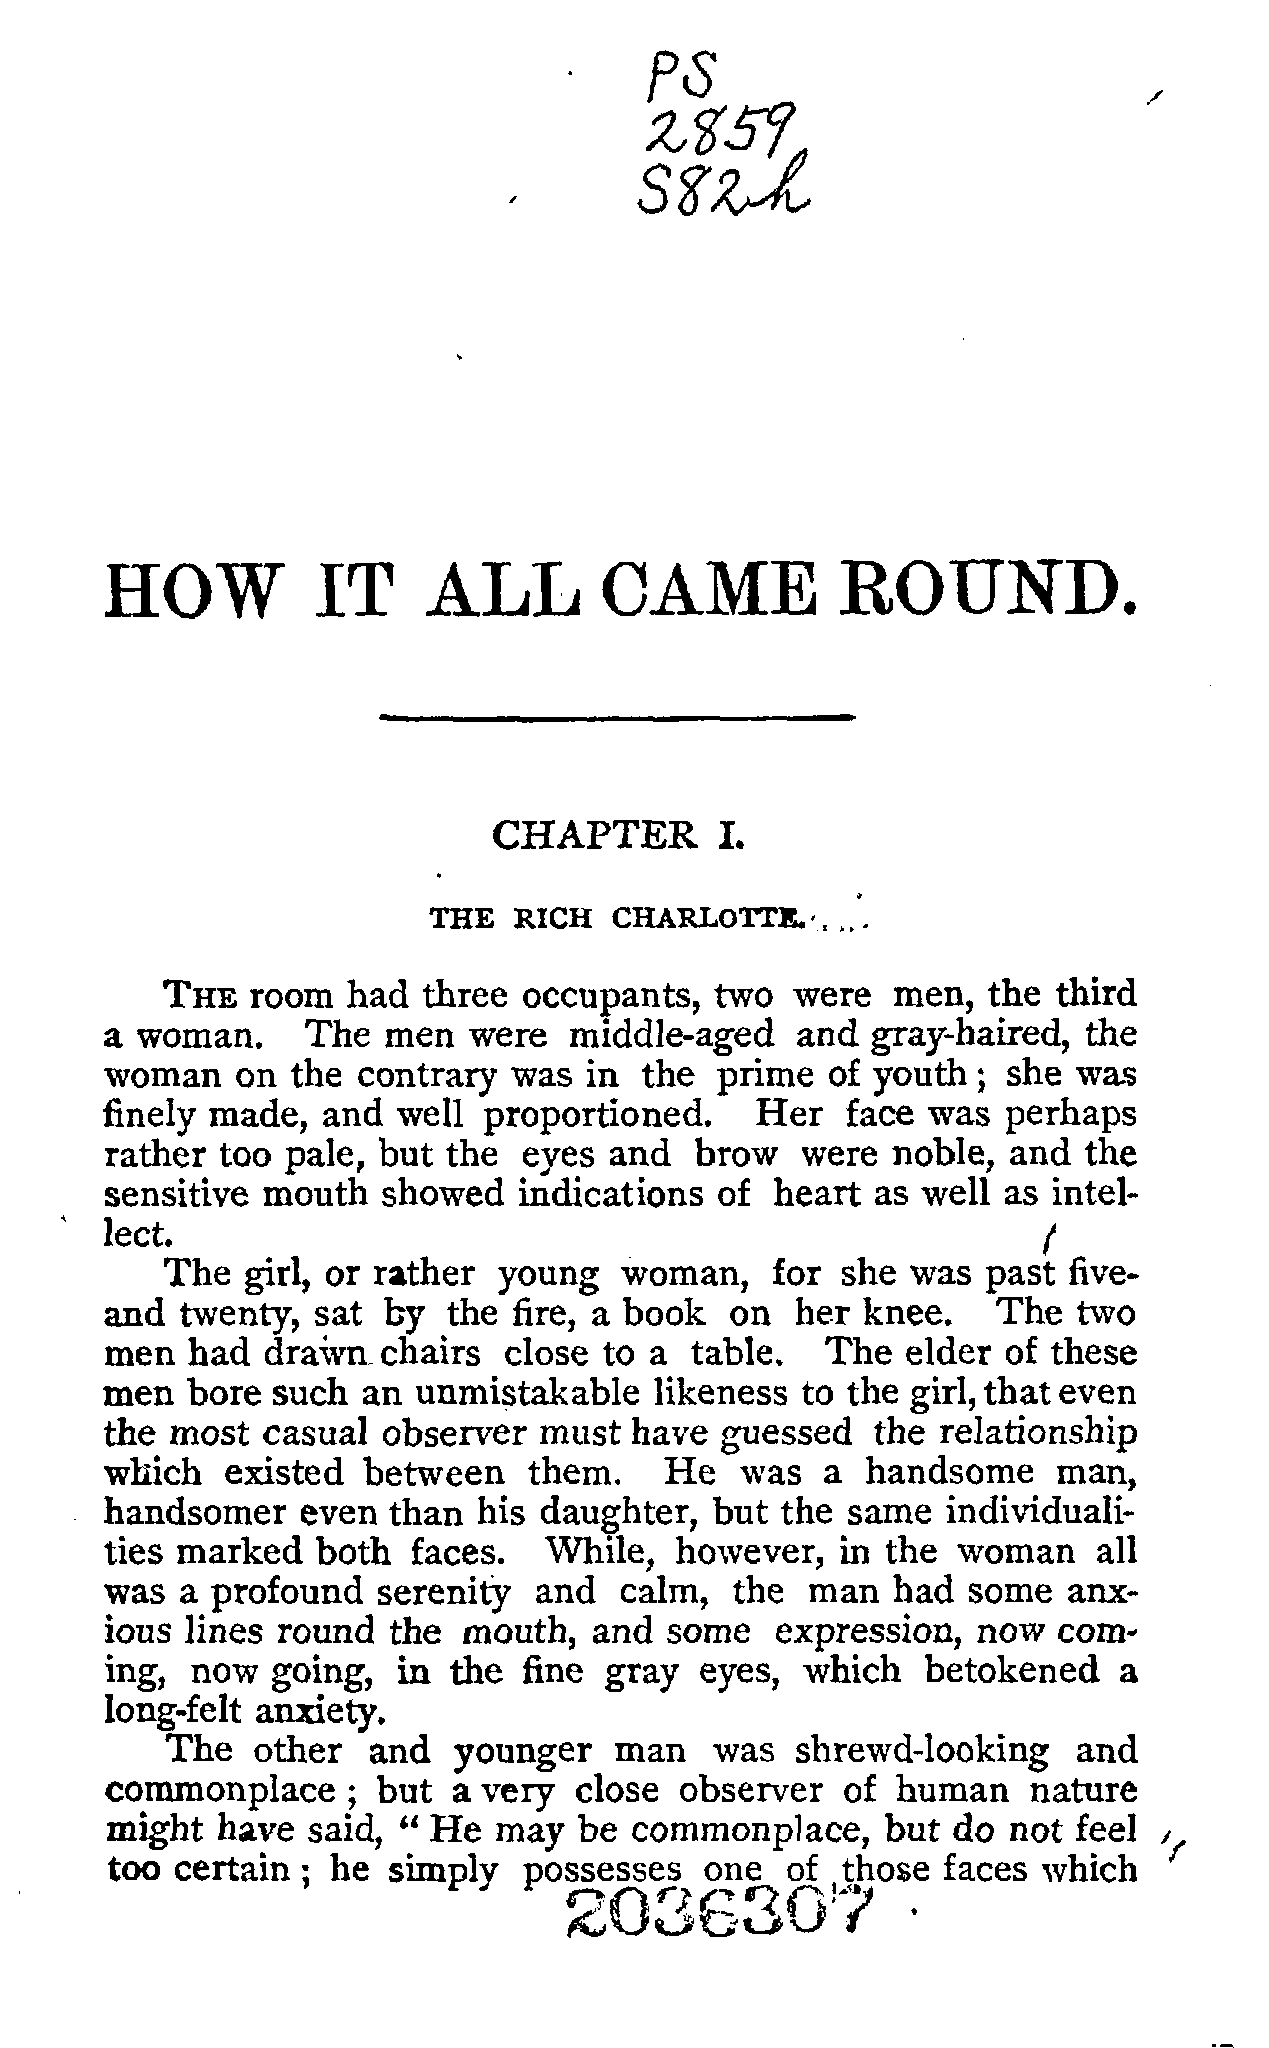 PS
2859
S82h
HOW IT ALL CAME ROUND.
CHAPTER I.
THE RICH CHARLOTTE.
THE room had three occupants, two were men, the third
a woman. The men were middle-aged and gray-haired, the
woman on the contrary was in the prime of youth; she was
finely made, and well proportioned. Her face was perhaps
rather too pale, but the eyes and brow were noble, and the
sensitive mouth showed indications of heart as well as intel-
lect.
The girl, or rather young woman, for she was past five-
and twenty, sat by the fire, a book on her knee. The two
men had drawn chairs close to a table. The elder of these
men bore such an unmistakable likeness to the girl, that even
the most casual observer must have guessed the relationship
which existed between them. He was a handsome man,
handsomer even than his daughter, but the same individuali-
ties marked both faces. While, however, in the woman all
was a profound serenity and calm, the man had some anx-
ious lines round the mouth, and some expression, now com-
ing, now going, in the fine gray eyes, which betokened a
long-felt anxiety.
The other and younger man was shrewd-looking and
commonplace; but a very close observer of human nature
might have said, "He may be commonplace, but do not feel
too certain; he simply possesses one of those faces which
2036307